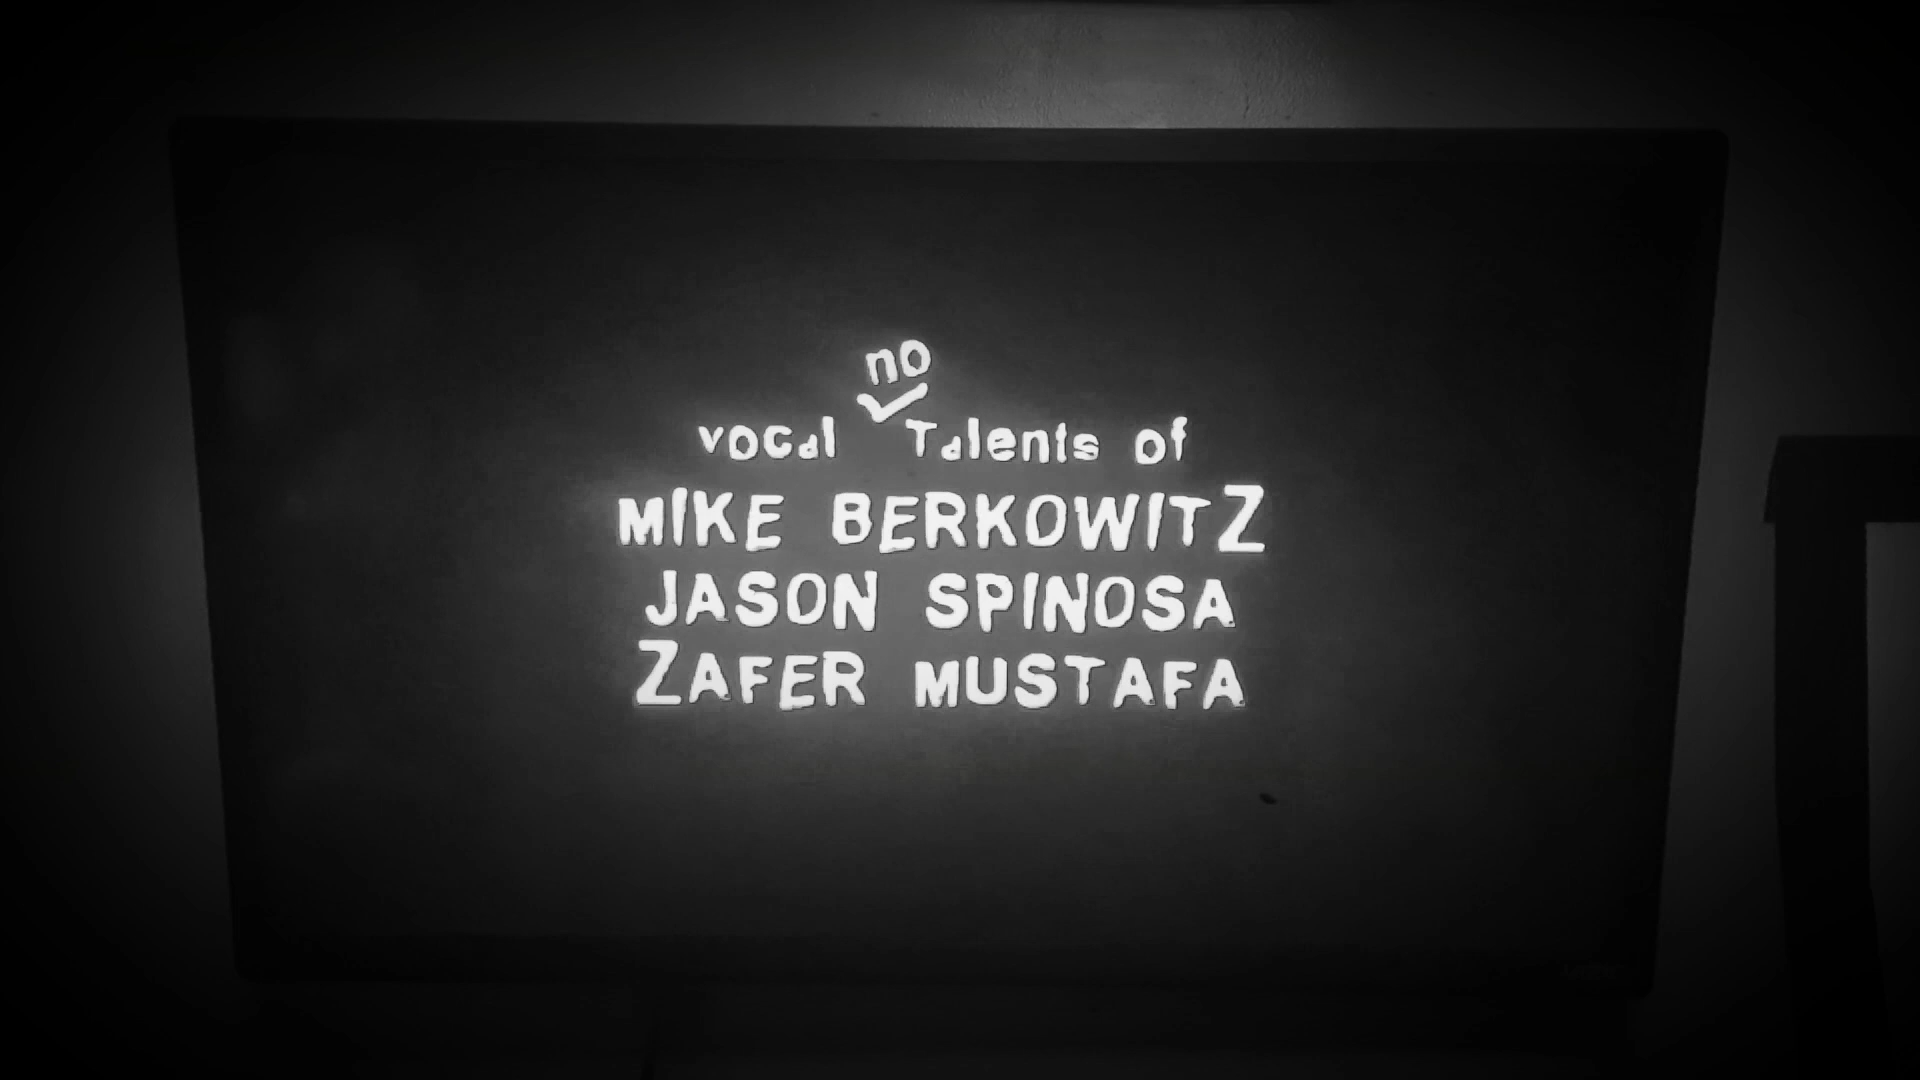 no
vocal Talents of
MIKE BERKOWITZ
JASON SPINOSA
ZAFER MUSTAFA